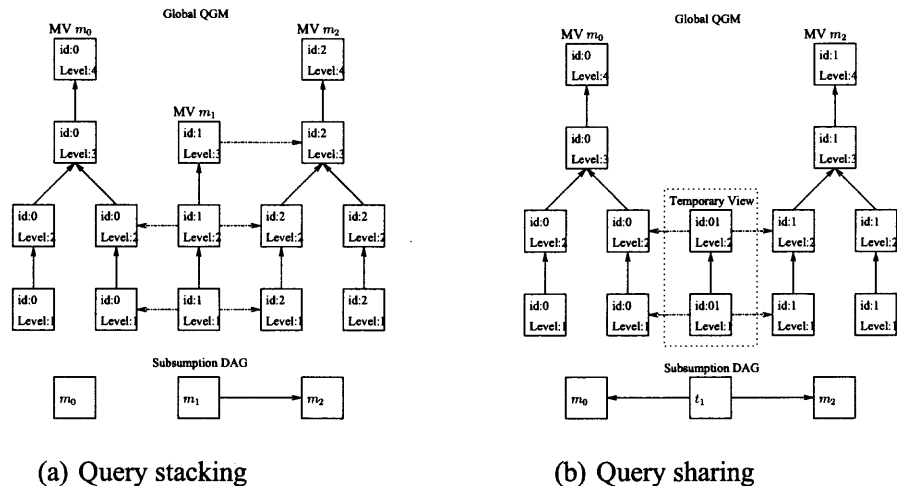 Global QGM
MV m₀
MV m₂
id:0
Level:4
id:2
Level:4
MV m₁
id:0
Level:3
id:1
Level:3
id:2
Level:3
id:0
Level:2
id:0
Level:2
id:1
Level:2
id:2
Level:2
id:2
Level:2
id:0
Level:1
id:0
Level:1
id:1
Level:1
id:2
Level:1
id:2
Level:1
Subsumption DAG
m₀
m₁
m₂
(a) Query stacking
Global QGM
MV m₀
MV m₂
id:0
Level:4
id:1
Level:4
id:0
Level:3
id:1
Level:3
Temporary View
id:0
Level:2
id:0
Level:2
id:01
Level:2
id:1
Level:2
id:1
Level:2
id:0
Level:1
id:0
Level:1
id:01
Level:1
id:1
Level:1
id:1
Level:1
Subsumption DAG
m₀
t₁
m₂
(b) Query sharing